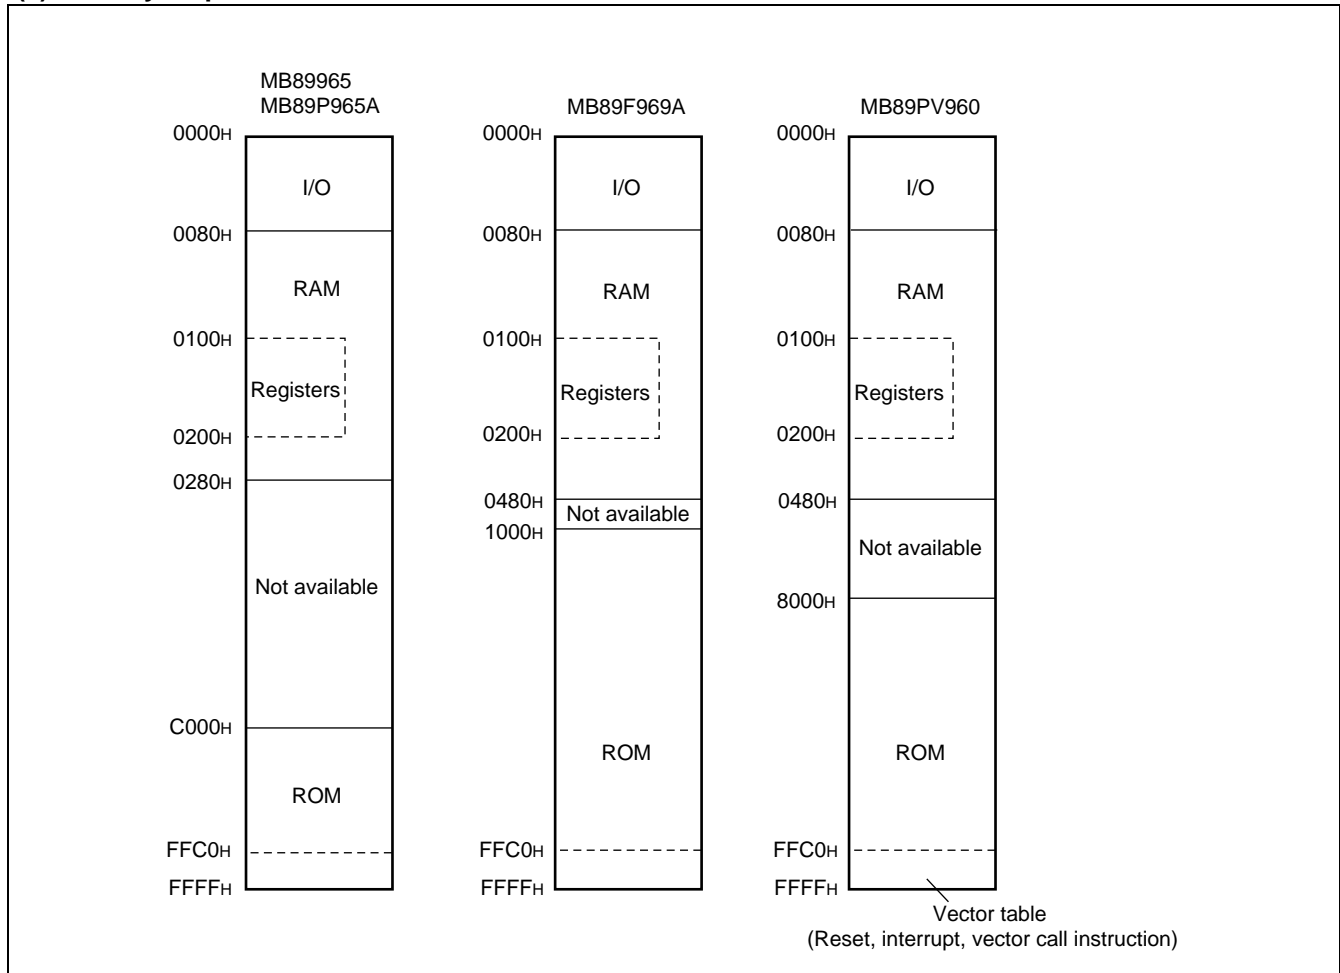 MB89965
MB89P965A
0000H
I/O
0080H
RAM
0100H
Registers
0200H
0280H
Not available
C000H
ROM
FFC0H
FFFFH
MB89F969A
0000H
I/O
0080H
RAM
0100H
Registers
0200H
0480H
Not available
1000H
ROM
FFC0H
FFFFH
MB89PV960
0000H
I/O
0080H
RAM
0100H
Registers
0200H
0480H
Not available
8000H
ROM
FFC0H
FFFFH
Vector table
(Reset, interrupt, vector call instruction)